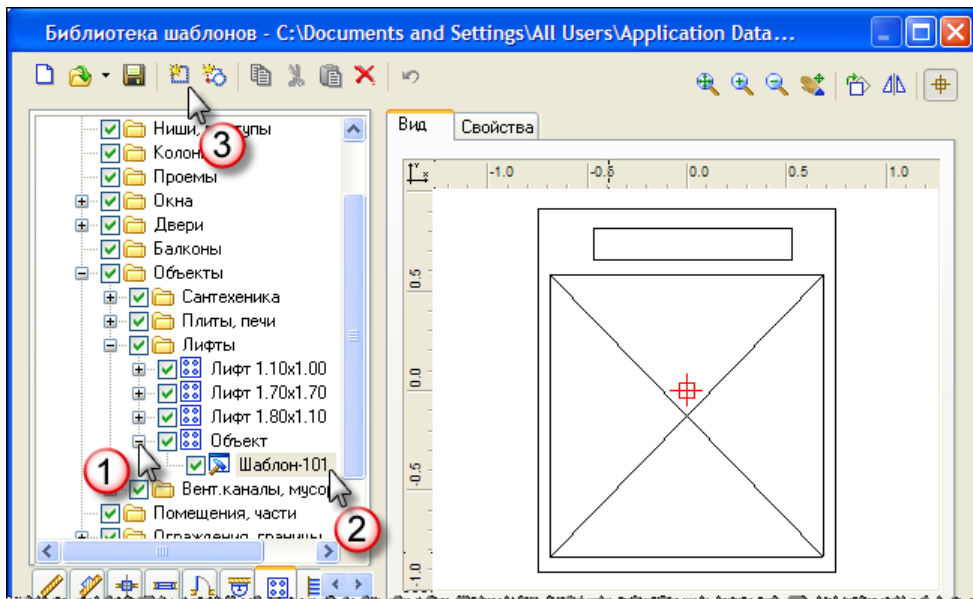 Библиотека шаблонов - C:\Documents and Settings\All Users\Application Data...
Ниши,
3
Проемы
Окна
Двери
Балконы
Объекты
Сантехеника
Плиты, печи
Лифты
Лифт 1.10x1.00
Лифт 1.70x1.70
Лифт 1.80x1.10
Объект
1
Шаблон-101
Вент.каналы,
2
Помещения, части
Ограждения, границы
Вид
Свойства
Y x
-1.0 -0.5 0.0 0.5 1.0
0.5
0.0
-0.5
-1.0